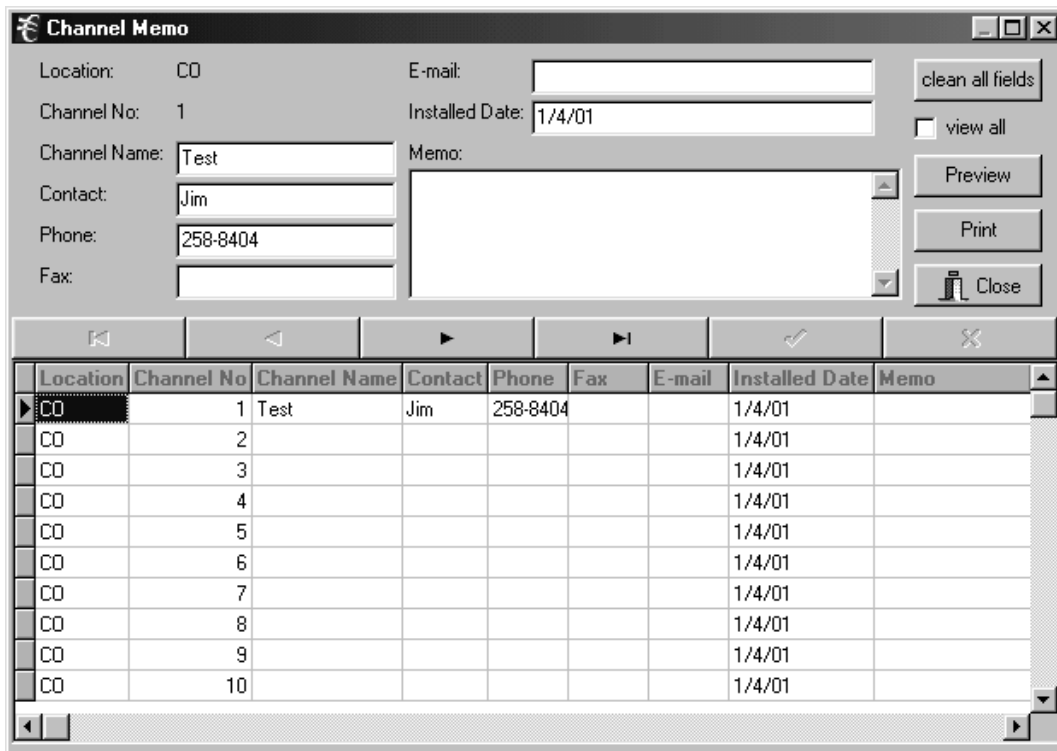 Channel Memo
Location: CO E-mail: clean all fields
Channel No: 1 Installed Date: 1/4/01 view all
Channel Name: Test Memo:
Contact: Jim Preview
Phone: 258-8404 Print
Fax: Close
Location Channel No Channel Name Contact Phone Fax E-mail Installed Date Memo
CO 1 Test Jim 258-8404 1/4/01
CO 2 1/4/01
CO 3 1/4/01
CO 4 1/4/01
CO 5 1/4/01
CO 6 1/4/01
CO 7 1/4/01
CO 8 1/4/01
CO 9 1/4/01
CO 10 1/4/01